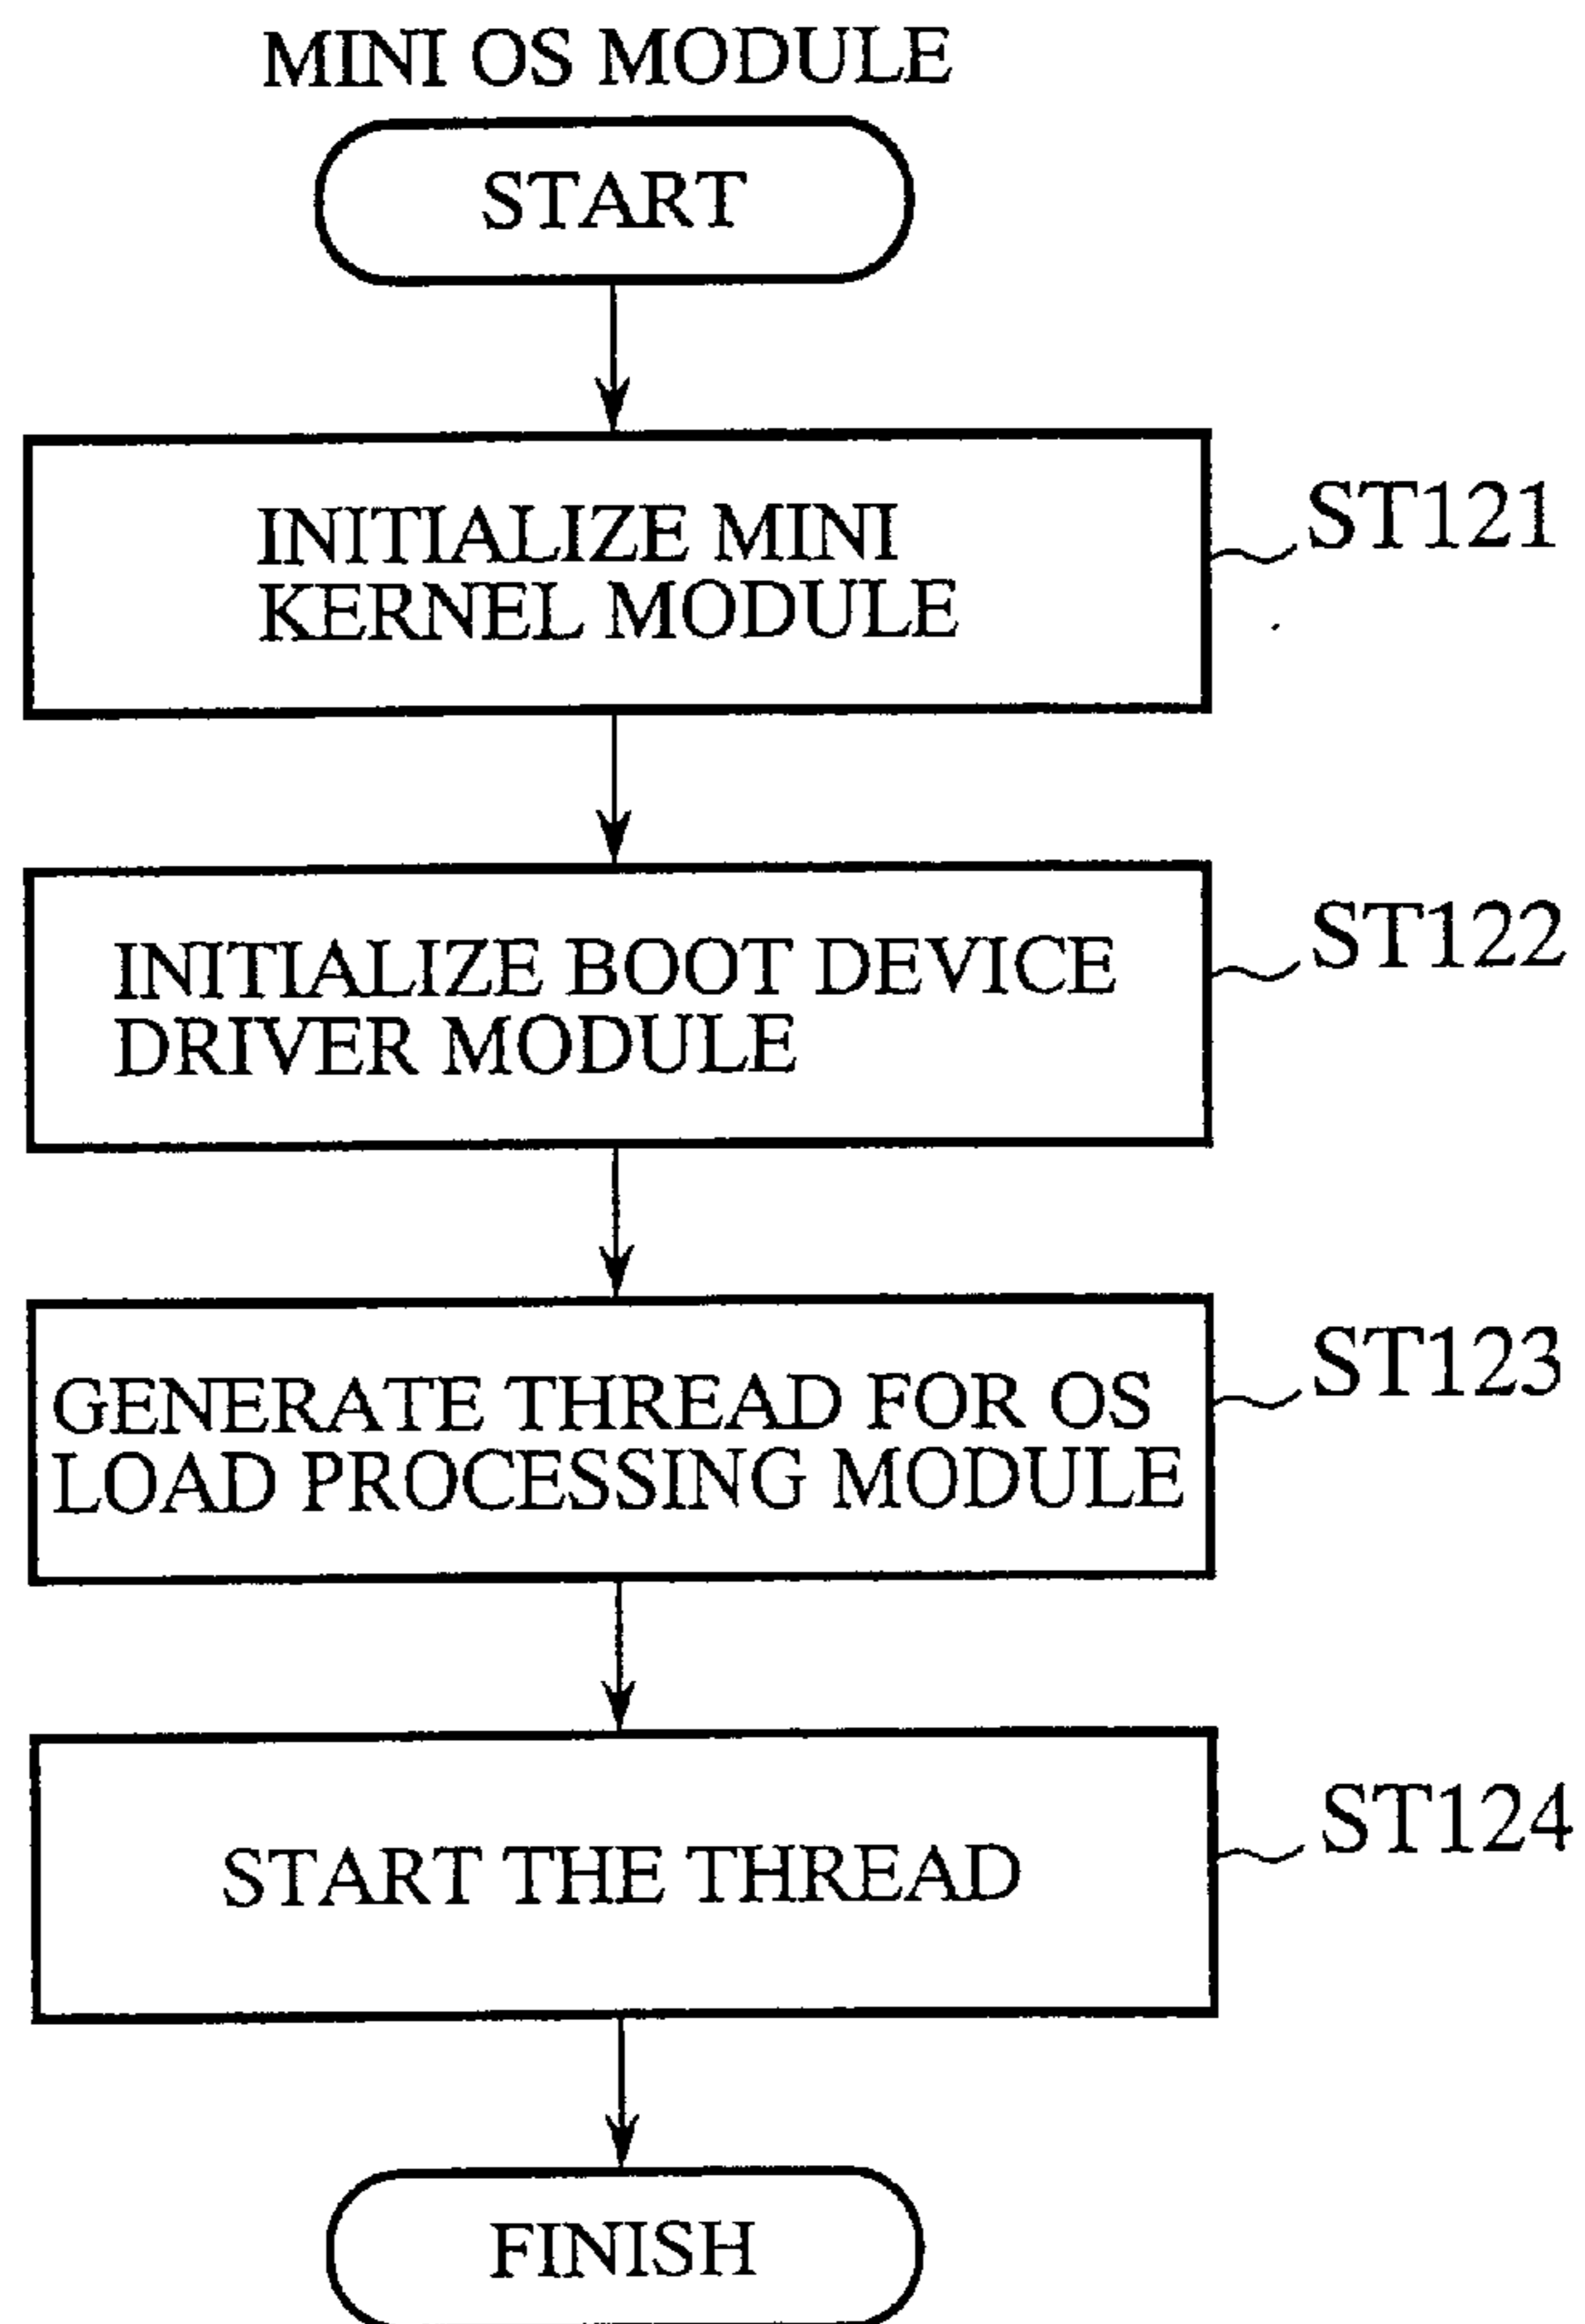 MINI OS MODULE
START
INITIALIZE MINI
KERNEL MODULE
ST121
INITIALIZE BOOT DEVICE
DRIVER MODULE
ST122
GENERATE THREAD FOR OS
LOAD PROCESSING MODULE
ST123
START THE THREAD
ST124
FINISH